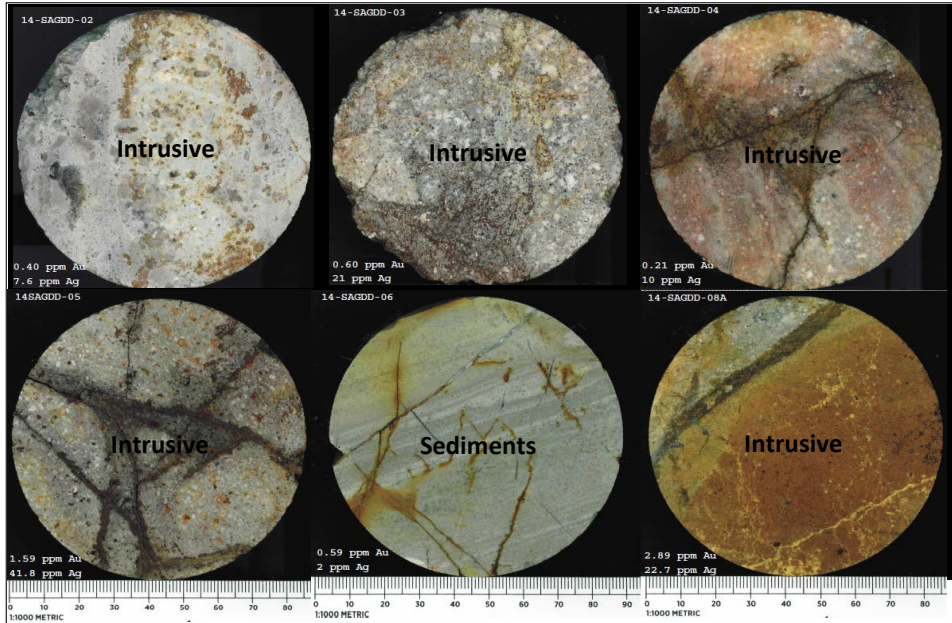 14-SAGDD-02
Intrusive
0.40 ppm Au
7.6 ppm Ag
14-SAGDD-03
Intrusive
0.60 ppm Au
21 ppm Ag
14-SAGDD-04
Intrusive
0.21 ppm Au
10 ppm Ag
14SAGDD-05
Intrusive
1.59 ppm Au
41.8 ppm Ag
0 10 20 30 40 50 60 70 80
1:1000 METRIC
14-SAGDD-06
Sediments
0.59 ppm Au
2 ppm Ag
0 10 20 30 40 50 60 70 80 90
1:1000 METRIC
14-SAGDD-08A
Intrusive
2.89 ppm Au
22.7 ppm Ag
0 10 20 30 40 50 60 70 80
1:1000 METRIC